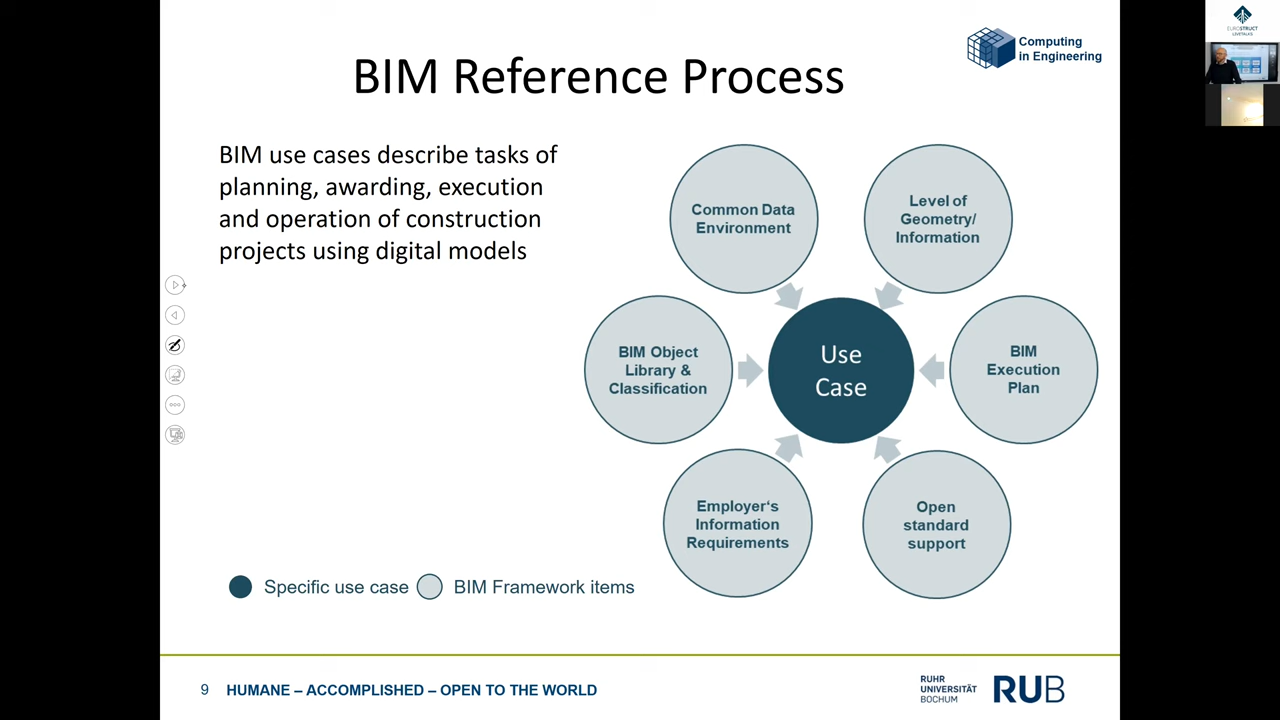 BIM Reference Process
Computing
in Engineering
EUROSTRUCT
LIVETALKS
BIM use cases describe tasks of
planning, awarding, execution
and operation of construction
projects using digital models
Common Data
Environment
Level of
Geometry/
Information
BIM Object
Library &
Classification
Use
Case
BIM
Execution
Plan
Employer‘s
Information
Requirements
Open
standard
support
Specific use case
BIM Framework items
9 HUMANE – ACCOMPLISHED – OPEN TO THE WORLD
RUHR
UNIVERSITÄT
BOCHUM
RUB